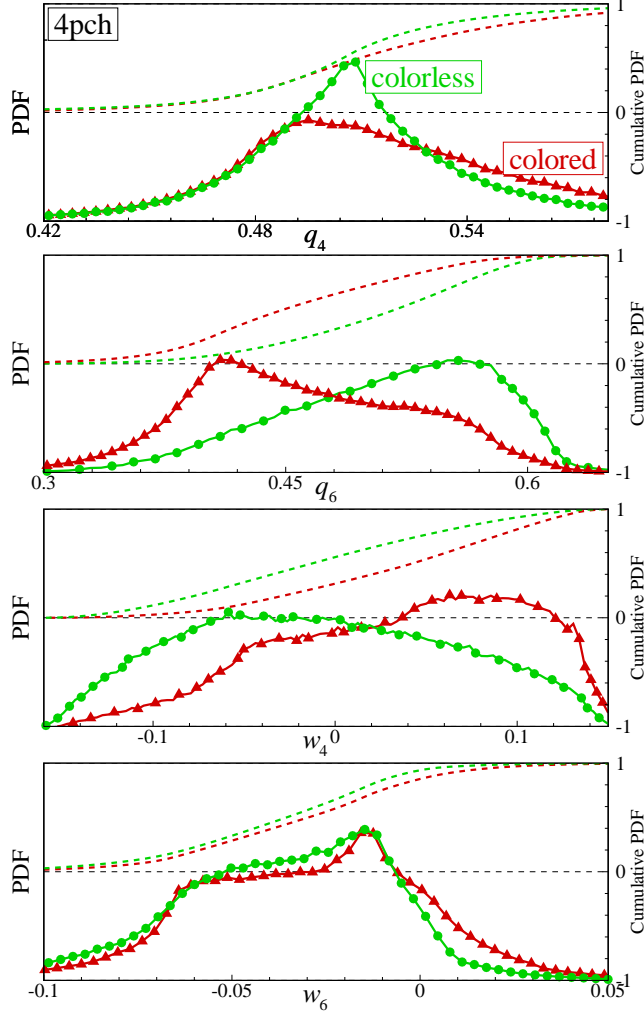 4pch
colorless
colored
PDF
Cumulative PDF
1
0
-1
0.42
0.48
0.54
q4
PDF
Cumulative PDF
1
0
-1
0.3
0.45
0.6
q6
PDF
Cumulative PDF
1
0
-1
-0.1
0
0.1
w4
PDF
Cumulative PDF
1
0
-1
-0.1
-0.05
0
0.05
w6